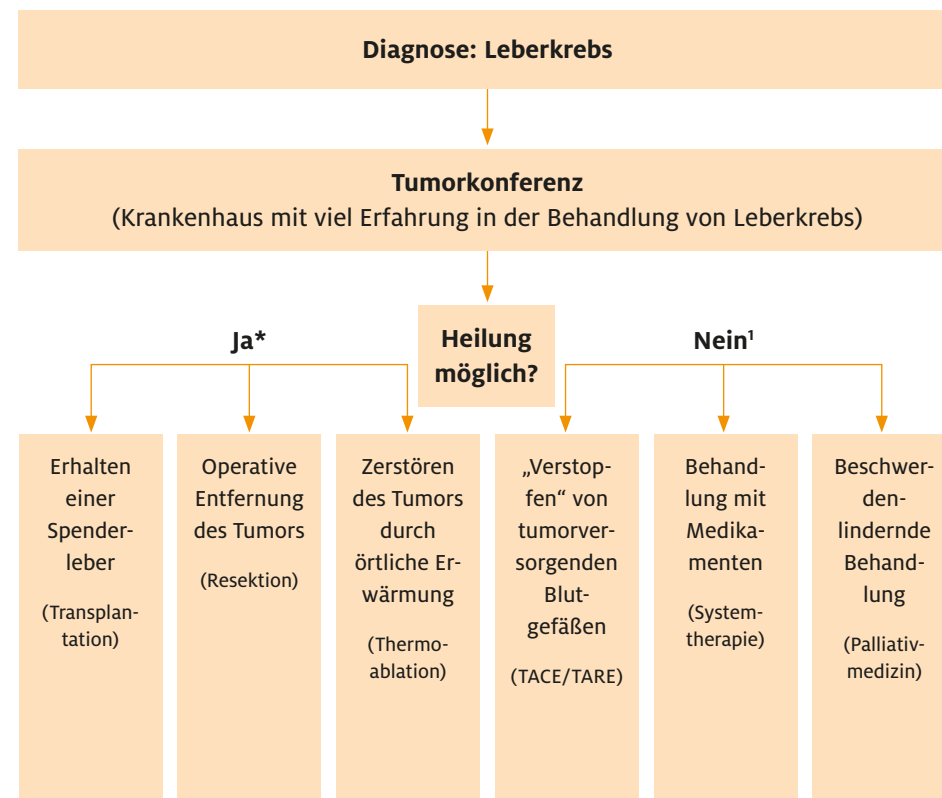 Diagnose: Leberkrebs
Tumorkonferenz
(Krankenhaus mit viel Erfahrung in der Behandlung von Leberkrebs)
Heilung
möglich?
Ja*
Nein¹
Erhalten
einer
Spender-
leber
(Transplan-
tation)
Operative
Entfernung
des Tumors
(Resektion)
Zerstören
des Tumors
durch
örtliche Er-
wärmung
(Thermo-
ablation)
„Verstop-
fen“ von
tumorver-
sorgenden
Blut-
gefäßen
(TACE/TARE)
Behand-
lung mit
Medika-
menten
(System-
therapie)
Beschwer-
den-
lindernde
Behand-
lung
(Palliativ-
medizin)